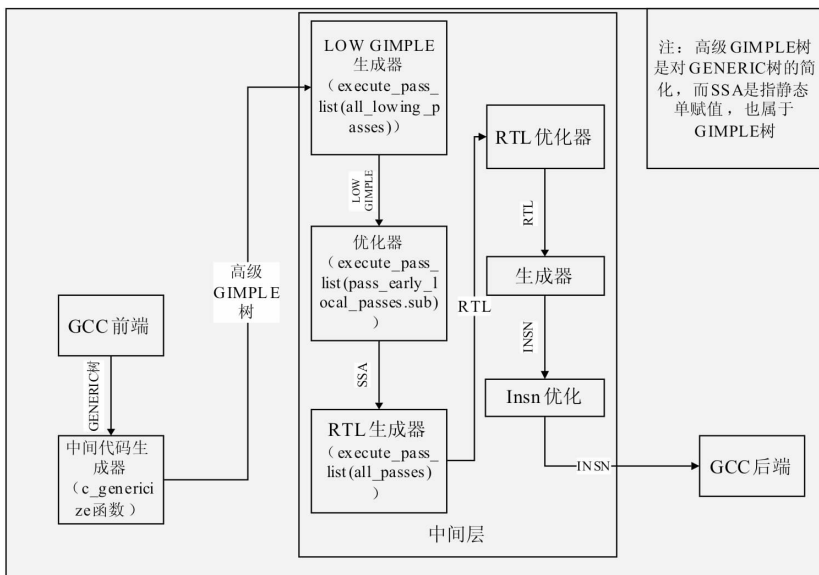 GCC前端
GENERIC树
中间代码生
成器
（c_generici
ze函数）
高级
GIMPLE
树
LOW GIMPLE
生成器
（execute_pass_
list(all_lowing_p
asses)）
LOW
GIMPLE
优化器
（execute_pass_
list(pass_early_l
ocal_passes.sub)
）
SSA
RTL生成器
（execute_pass_
list(all_passes)
）
RTL
RTL优化器
RTL
生成器
INSN
Insn优化
INSN
GCC后端
中间层
注：高级GIMPLE树
是对GENERIC树的简
化，而SSA是指静态
单赋值，也属于
GIMPLE树